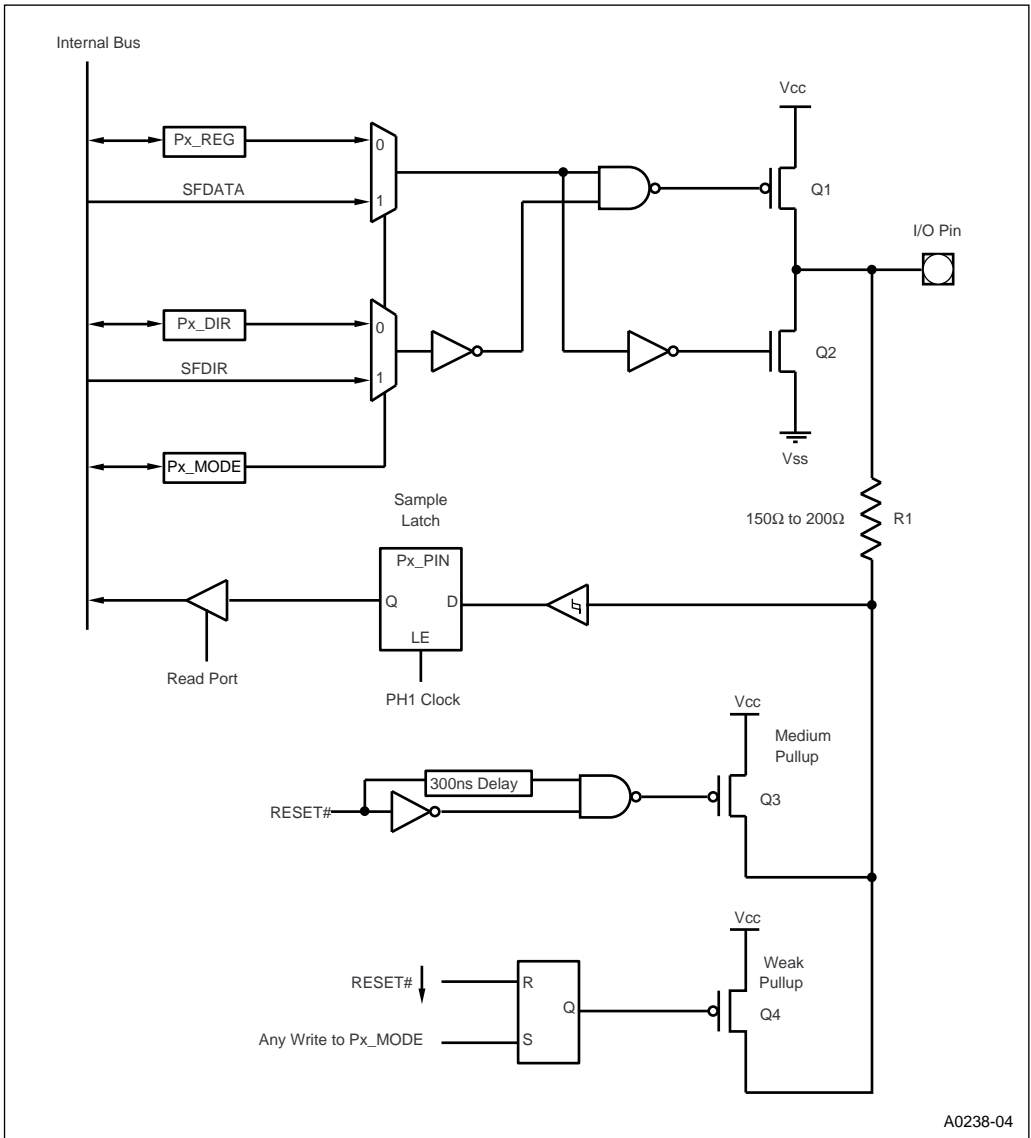 Internal Bus
Vcc
Px_REG
0
SFDATA
1
Q1
I/O Pin
Px_DIR
0
SFDIR
1
Q2
Px_MODE
Vss
Sample
Latch
150Ω to 200Ω
R1
Px_PIN
Q
D
LE
Read Port
PH1 Clock
Vcc
Medium
Pullup
300ns Delay
RESET#
Q3
Vcc
Weak
Pullup
RESET#
R
Q
Q4
Any Write to Px_MODE
S
A0238-04